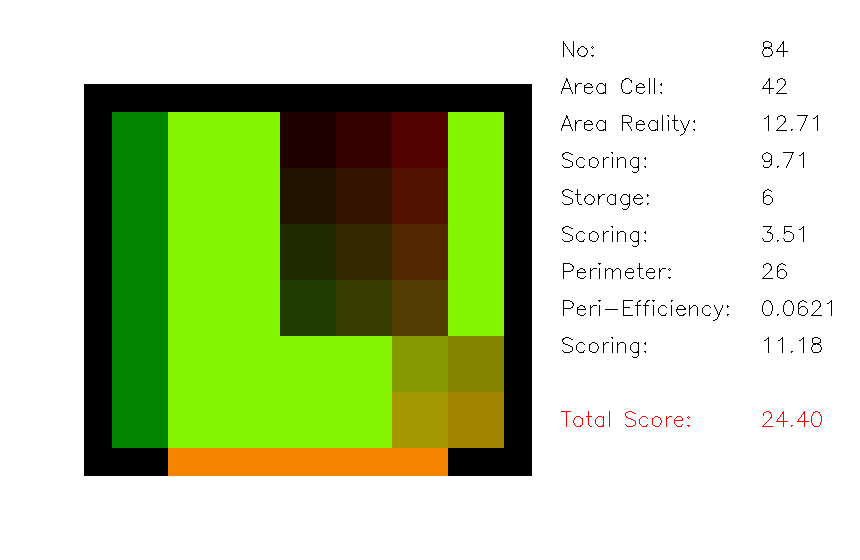 No: 84
Area Cell: 42
Area Reality: 12.71
Scoring: 9.71
Storage: 6
Scoring: 3.51
Perimeter: 26
Peri-Efficiency: 0.0621
Scoring: 11.18
Total Score: 24.40